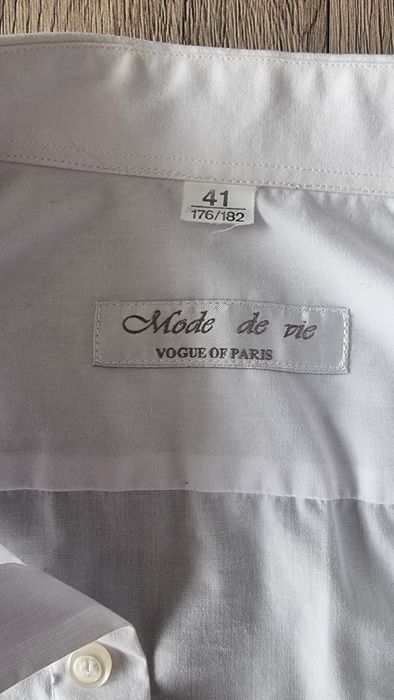 41
176/182
Mode de vie
VOGUE OF PARIS